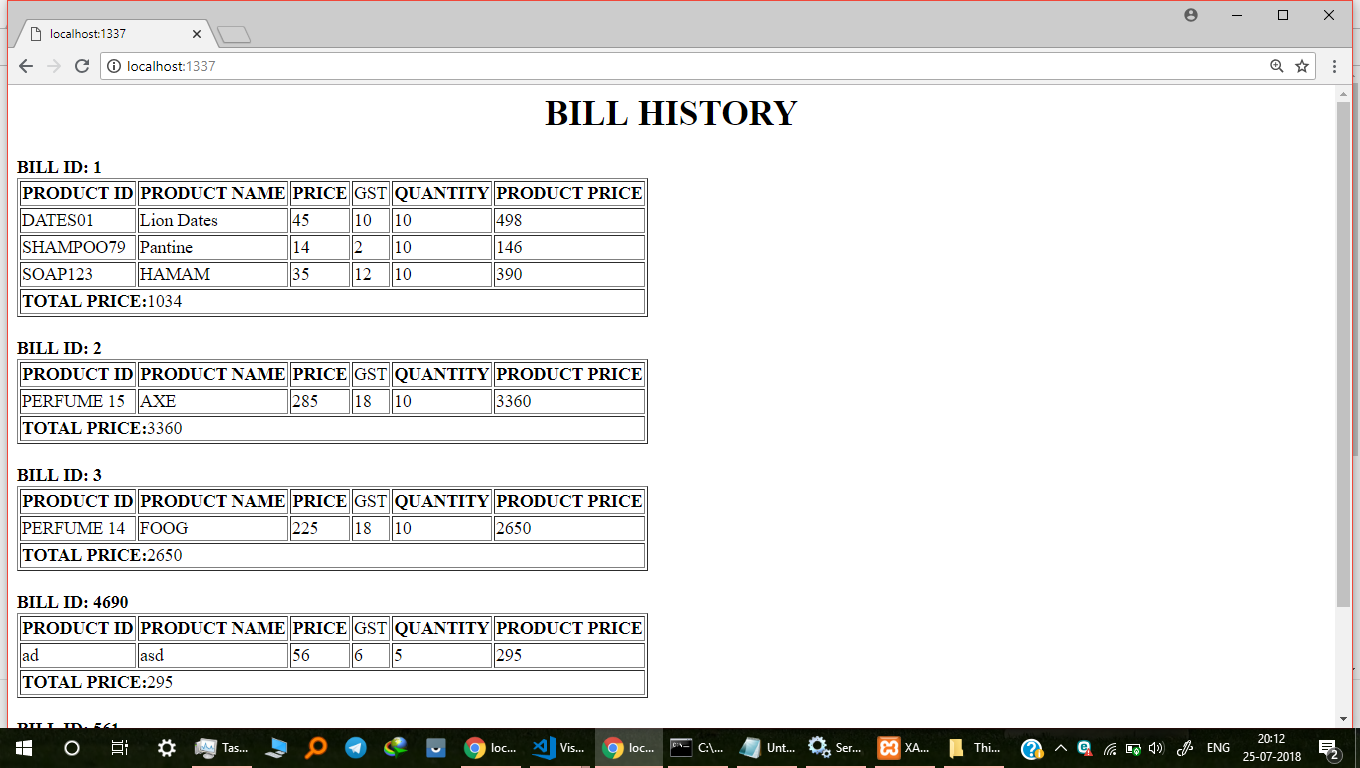 localhost:1337
localhost:1337
BILL HISTORY
BILL ID: 1
PRODUCT ID PRODUCT NAME PRICE GST QUANTITY PRODUCT PRICE
DATES01 Lion Dates 45 10 10 498
SHAMPOO79 Pantine 14 2 10 146
SOAP123 HAMAM 35 12 10 390
TOTAL PRICE:1034
BILL ID: 2
PRODUCT ID PRODUCT NAME PRICE GST QUANTITY PRODUCT PRICE
PERFUME 15 AXE 285 18 10 3360
TOTAL PRICE:3360
BILL ID: 3
PRODUCT ID PRODUCT NAME PRICE GST QUANTITY PRODUCT PRICE
PERFUME 14 FOOG 225 18 10 2650
TOTAL PRICE:2650
BILL ID: 4690
PRODUCT ID PRODUCT NAME PRICE GST QUANTITY PRODUCT PRICE
ad asd 56 6 5 295
TOTAL PRICE:295
BILL ID: 561
Tas... loc... Vis... loc... C:\... Unt... Ser... XA... Thi... ENG 20:12
25-07-2018 2